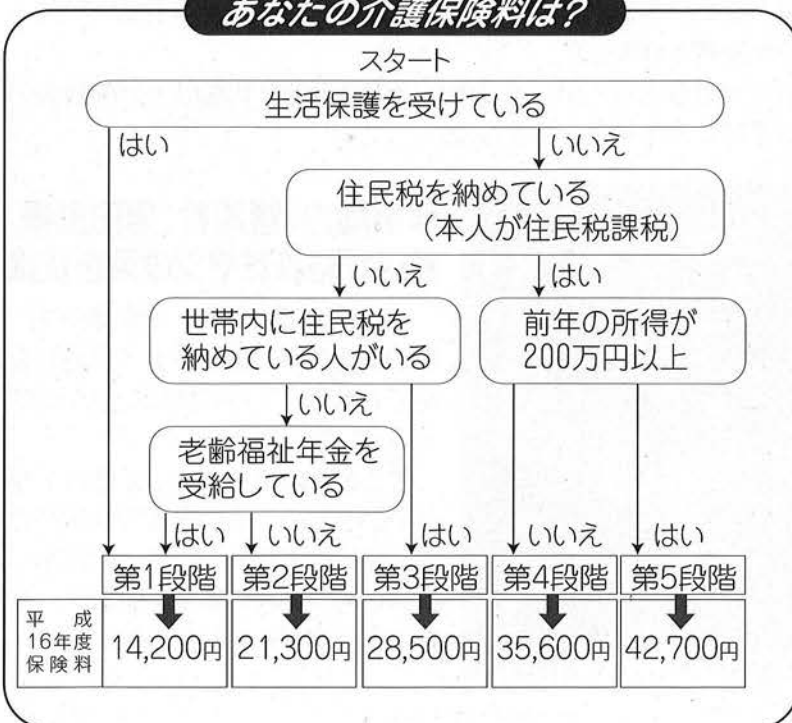 あなたの介護保険料は?
スタート
生活保護を受けている
はい
いいえ
住民税を納めている
(本人が住民税課税)
いいえ
はい
世帯内に住民税を
納めている人がいる
前年の所得が
200万円以上
いいえ
老齢福祉年金を
受給している
はい
いいえ
はい
いいえ
はい
第1段階
第2段階
第3段階
第4段階
第5段階
平成
16年度
保険料
14,200円
21,300円
28,500円
35,600円
42,700円